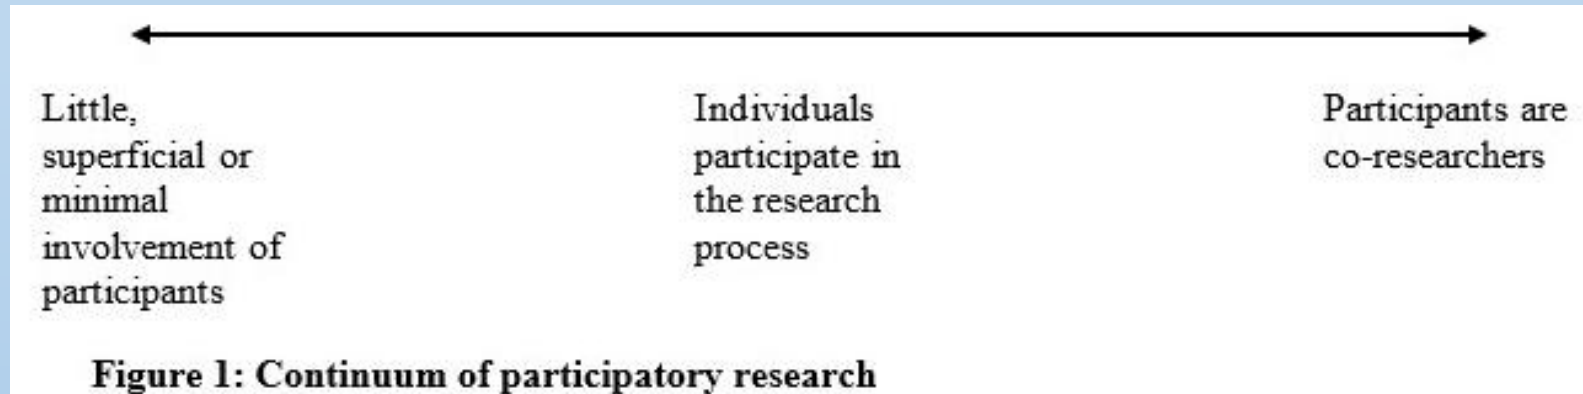 Little,
superficial or
minimal
involvement of
participants
Individuals
participate in
the research
process
Participants are
co-researchers
Figure 1: Continuum of participatory research